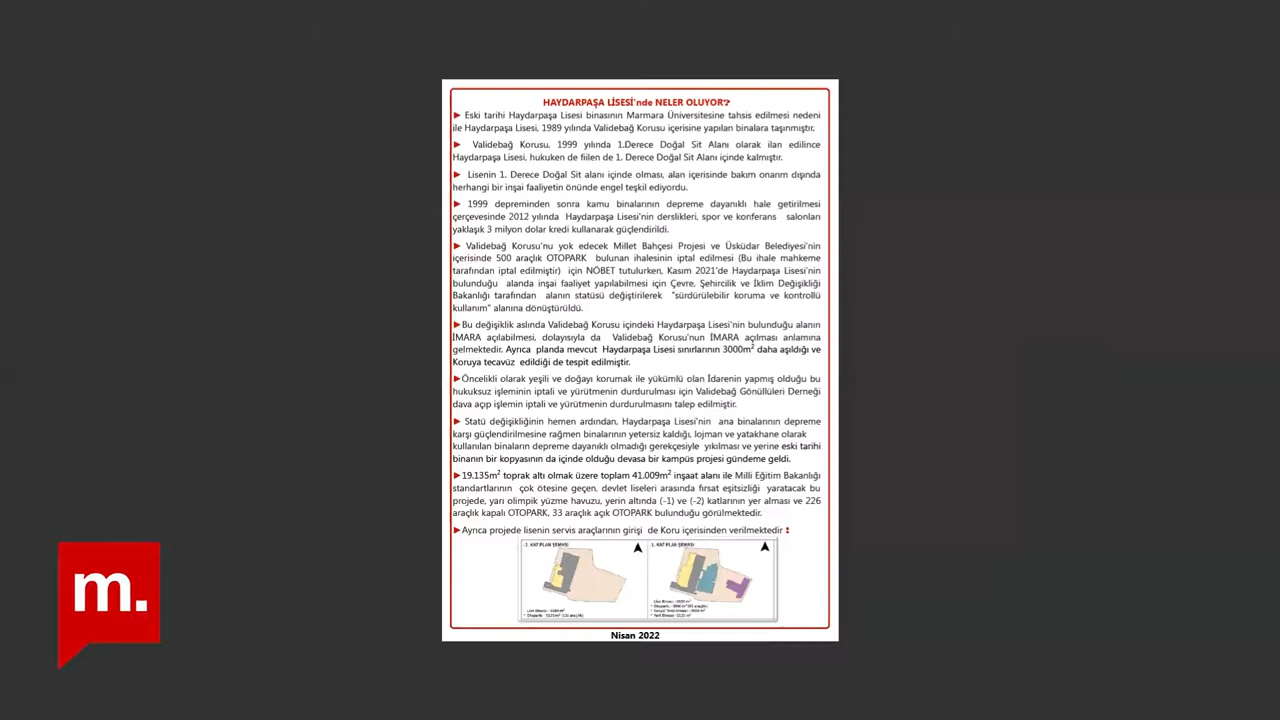 HAYDARPAŞA LİSESİ'nde NELER OLUYOR?
► Eski tarihi Haydarpaşa Lisesi binasının Marmara Üniversitesine tahsis edilmesi nedeni
ile Haydarpaşa Lisesi, 1989 yılında Validebağ Korusu içerisine yapılan binalara taşınmıştır.
► Validebağ Korusu, 1999 yılında 1.Derece Doğal Sit Alanı olarak ilan edilince
Haydarpaşa Lisesi, hukuken de fiilen de 1. Derece Doğal Sit Alanı içinde kalmıştır.
► Lisenin 1. Derece Doğal Sit alanı içinde olması, alan içerisinde bakım onarım dışında
herhangi bir inşai faaliyetin önünde engel teşkil ediyordu.
► 1999 depreminden sonra kamu binalarının depreme dayanıklı hale getirilmesi
çerçevesinde 2012 yılında Haydarpaşa Lisesi'nin derslikleri, spor ve konferans salonları
yaklaşık 3 milyon dolar kredi kullanarak güçlendirildi.
► Validebağ Korusu'nu yok edecek Millet Bahçesi Projesi ve Üsküdar Belediyesi'nin
içerisinde 500 araçlık OTOPARK bulunan ihalesinin iptal edilmesi (Bu ihale mahkeme
tarafından iptal edilmiştir) için NÖBET tutulurken, Kasım 2021'de Haydarpaşa Lisesi'nin
bulunduğu alanda inşai faaliyet yapılabilmesi için Çevre, Şehircilik ve İklim Değişikliği
Bakanlığı tarafından alanın statüsü değiştirilerek "sürdürülebilir koruma ve kontrollü
kullanım" alanına dönüştürüldü.
►Bu değişiklik aslında Validebağ Korusu içindeki Haydarpaşa Lisesi'nin bulunduğu alanın
İMARA açılabilmesi, dolayısıyla da Validebağ Korusu'nun İMARA açılması anlamına
gelmektedir. Ayrıca planda mevcut Haydarpaşa Lisesi sınırlarının 3000m² daha aşıldığı ve
Koruya tecavüz edildiği de tespit edilmiştir.
►Öncelikli olarak yeşili ve doğayı korumak ile yükümlü olan İdarenin yapmış olduğu bu
hukuksuz işleminin iptali ve yürütmenin durdurulması için Validebağ Gönüllüleri Derneği
dava açıp işlemin iptali ve yürütmenin durdurulmasını talep edilmiştir.
► Statü değişikliğinin hemen ardından, Haydarpaşa Lisesi'nin ana binalarının depreme
karşı güçlendirilmesine rağmen binalarının yetersiz kaldığı, lojman ve yatakhane olarak
kullanılan binaların depreme dayanıklı olmadığı gerekçesiyle yıkılması ve yerine eski tarihi
binanın bir kopyasının da içinde olduğu devasa bir kampüs projesi gündeme geldi.
►19.135m² toprak altı olmak üzere toplam 41.009m² inşaat alanı ile Milli Eğitim Bakanlığı
standartlarının çok ötesine geçen, devlet liseleri arasında fırsat eşitsizliği yaratacak bu
projede, yarı olimpik yüzme havuzu, yerin altında (-1) ve (-2) katlarının yer alması ve 226
araçlık kapalı OTOPARK, 33 araçlık açık OTOPARK bulunduğu görülmektedir.
►Ayrıca projede lisenin servis araçlarının girişi de Koru içerisinden verilmektedir !
-2. KAT PLAN ŞEMASI
-1. KAT PLAN ŞEMASI
Nisan 2022
m.